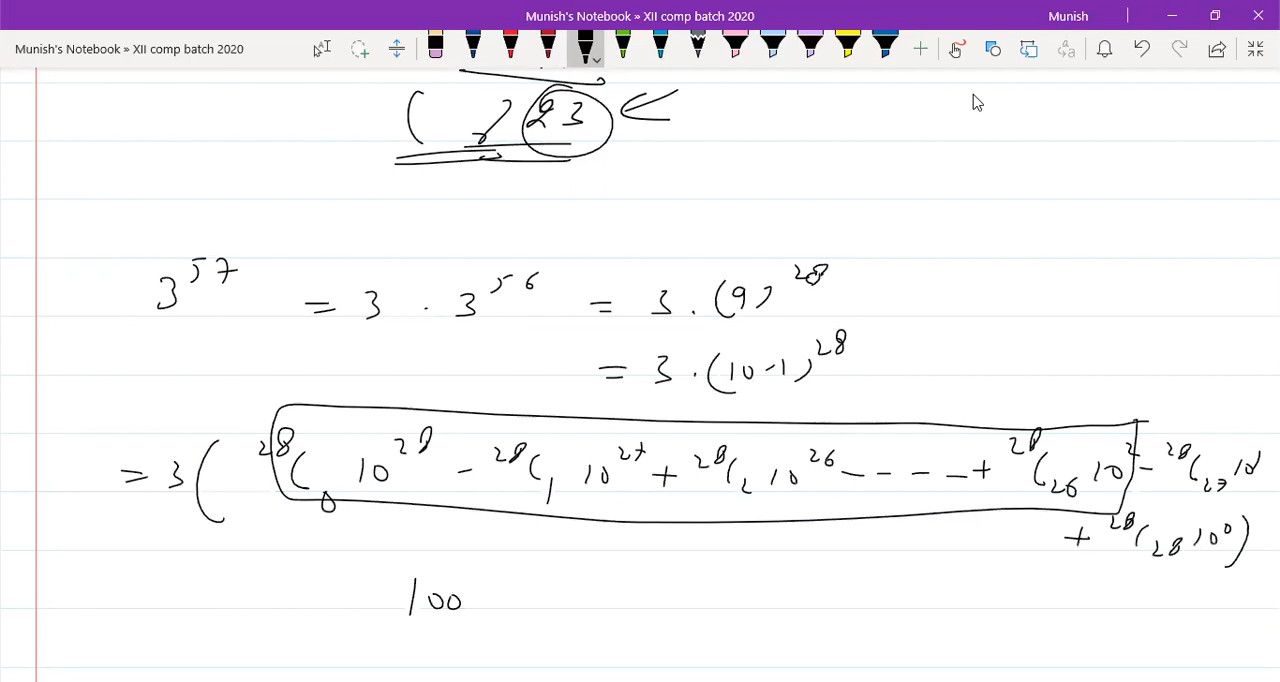 Munish's Notebook » XII comp batch 2020
Munish
Munish's Notebook » XII comp batch 2020
( , 23
3^57 = 3 · 3^56 = 3 · (9)^28
= 3 · (10-1)^28
= 3( 28C0 10^28 - 28C1 10^27 + 28C2 10^26 ---- + 28C26 10^2 - 28C27 10^1
+ 28C28 10^0 )
100